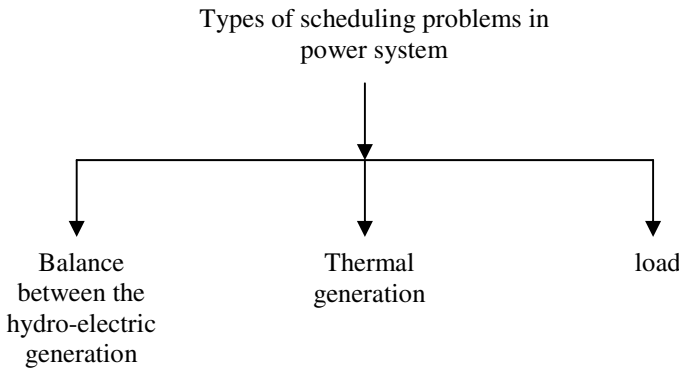 Types of scheduling problems in
power system
Balance
between the
hydro-electric
generation
Thermal
generation
load